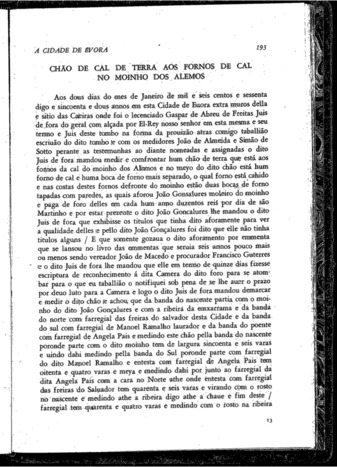 A CIDADE DE EVORA 193
CHÃO DE CAL DE TERRA AOS FORNOS DE CAL
NO MOINHO DOS ALEMOS
Aos dous dias do mes de Janeiro de mil e seis centos e sessenta
digo e sincoenta e dous annos em esta Cidade de Euora extra muros della
e sitio das Cateiras onde foi o lecenciado Gaspar de Abreu de Freitas Juis
de fora do geral com alçada por El-Rey nosso senhor em esta mesma e seu
termo e Juis deste tombo na forma da prouizão atras comigo taballião
escriuão do dito tombo e com os medidores João de Almeida e Simão de
Sotto perante as testemunhas ao diante nomeadas e assignadas o dito
Juis de fora mandou medir e comfrontar hum chão de terra que está aos
fornos da cal do moinho dos Alemos e no meyo do dito chão está hum
forno de cal e huma boca de forno mais separado, o qual forno está cahido
e nas costas destes fornos defronte do moinho estão duas bocas de forno
tapadas com paredes, as quais aforou João Gonsalures moleiro do moinho
e paga de foro delles em cada hum anno duzentos reis por dia de são
Martinho e por estar perzente o dito João Goncalures lhe mandou o dito
Juis de fora que exhibisse os titulos que tinha dito aforamento para ver
a qualidade delles e pello dito João Gonçalures foi dito que elle não tinha
titulos alguns / E que somente gozaua o dito aforamento por memoria
que se lansou no livro das ememntas que seruia seis annos pouco mais
ou menos sendo vereador João de Macedo e procurador Francisco Guterres
e o dito Juis de fora lhe mandou que elle em termo de quinze dias fizesse
escriptura de reconhecimento á dita Camera do dito foro para se atom-
bar para o que eu taballião o notifiquei sob pena de se lhe auer o prazo
por deuo luto para a Camera e logo o dito Juis de fora mandou demarcar
e medir o dito chão e achou, que da banda do nascente partia com o moi-
nho do dito João Gonçalures e com a ribeira da enxarrama e da banda
do norte com farregial das freiras do salvador desta Cidade e da banda
do sul com farregial de Manoel Ramalho laurador e da banda do poente
com farregial de Angela Pais e medindo este chão pella banda do nascente
poronde parte com o dito moinho tem de largura sincoenta e seis varas
e uindo dahi medindo pella banda do Sul poronde parte com farregial
do dito Manoel Ramalho e entesta com farregial de Angela Pais tem
oitenta e quatro varas e meya e medindo dahi por junto ao farregial da
dita Angela Pais com a cara no Norte athe onde entesta com farregial
das freiras do Saluador tem quarenta e seis varas e virando com o rosto
no nascente e medindo athe a ribeira digo athe a chaue e fim deste /
farregial tem quarenta e quatro varas e medindo com o rosto na ribeira
13